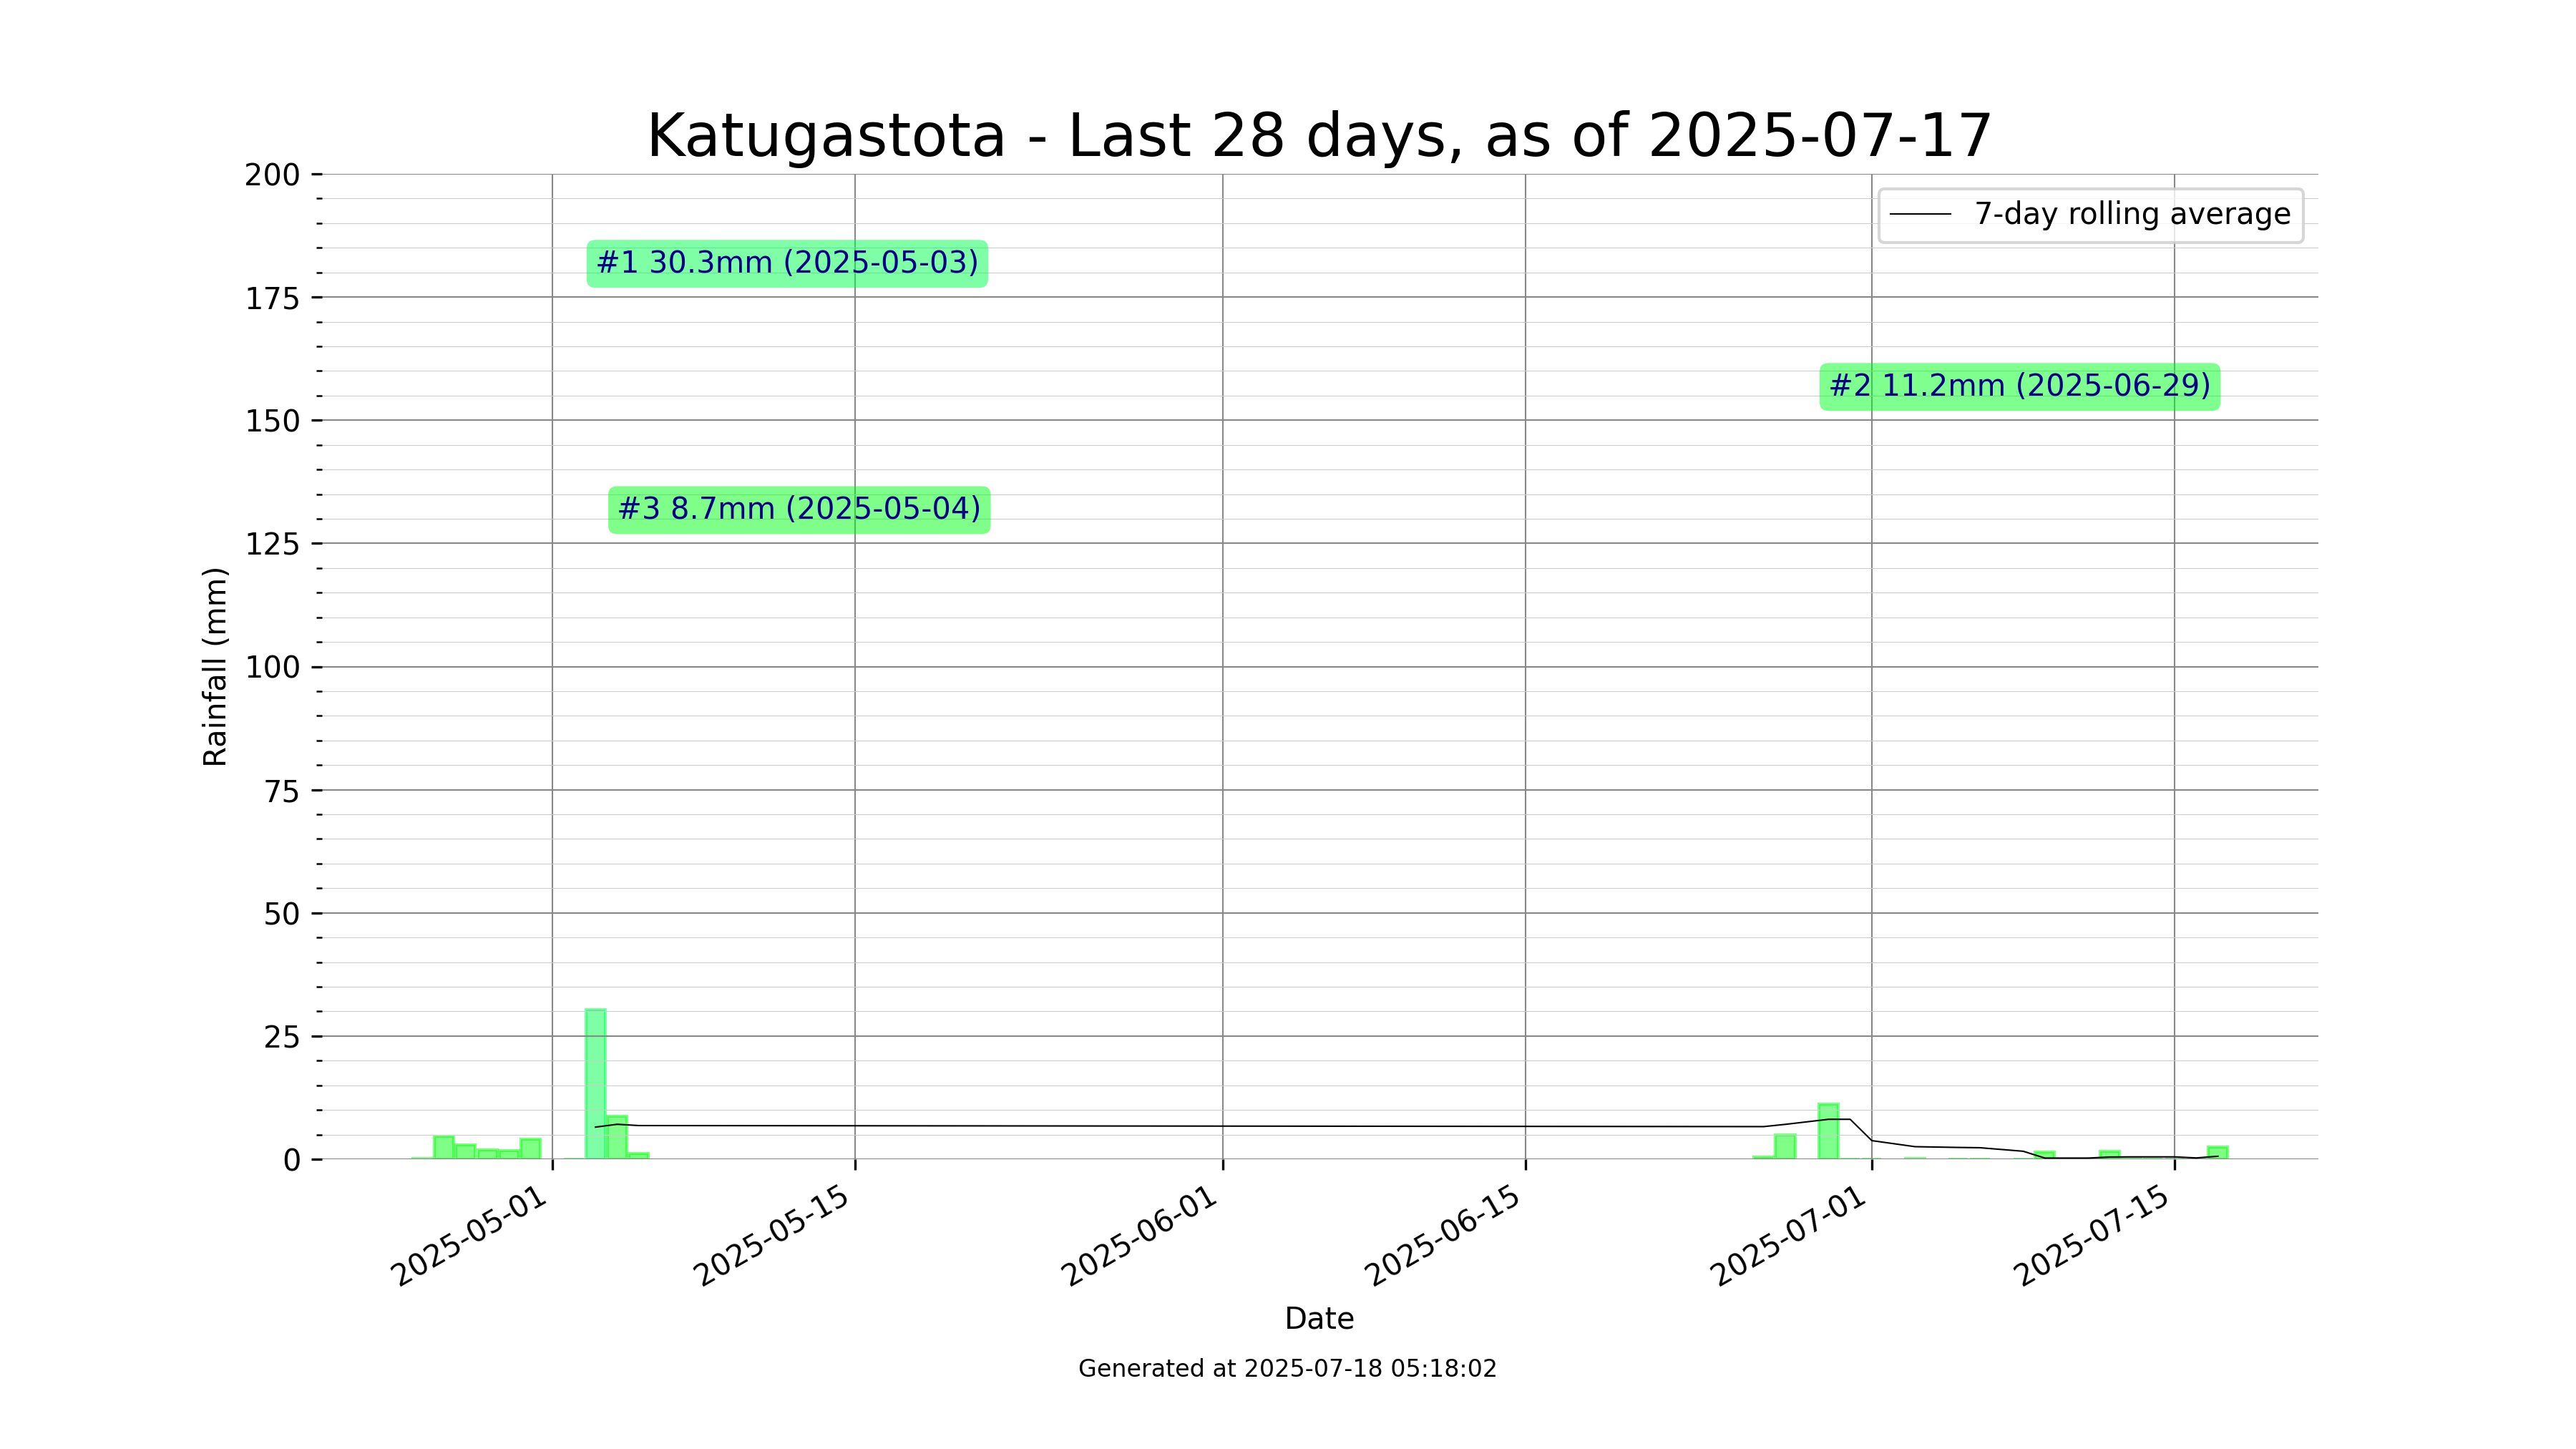 Katugastota - Last 28 days, as of 2025-07-17
200
175
150
125
100
75
50
25
0
Rainfall (mm)
7-day rolling average
#1 30.3mm (2025-05-03)
#2 11.2mm (2025-06-29)
#3 8.7mm (2025-05-04)
2025-05-01
2025-05-15
2025-06-01
2025-06-15
2025-07-01
2025-07-15
Date
Generated at 2025-07-18 05:18:02